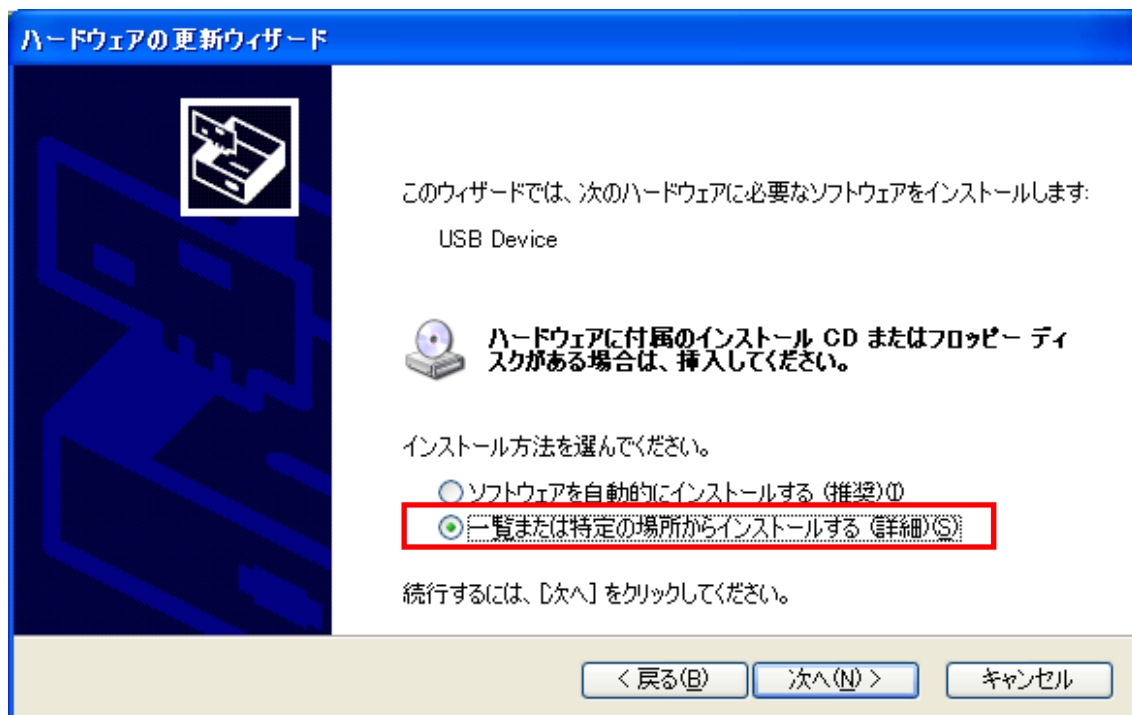 ハードウェアの更新ウィザード
このウィザードでは、次のハードウェアに必要なソフトウェアをインストールします:
USB Device
ハードウェアに付属のインストール CD またはフロッピー ディ
スクがある場合は、挿入してください。
インストール方法を選んでください。
ソフトウェアを自動的にインストールする (推奨)(I)
一覧または特定の場所からインストールする (詳細)(S)
続行するには、[次へ] をクリックしてください。
< 戻る(B)
次へ(N) >
キャンセル